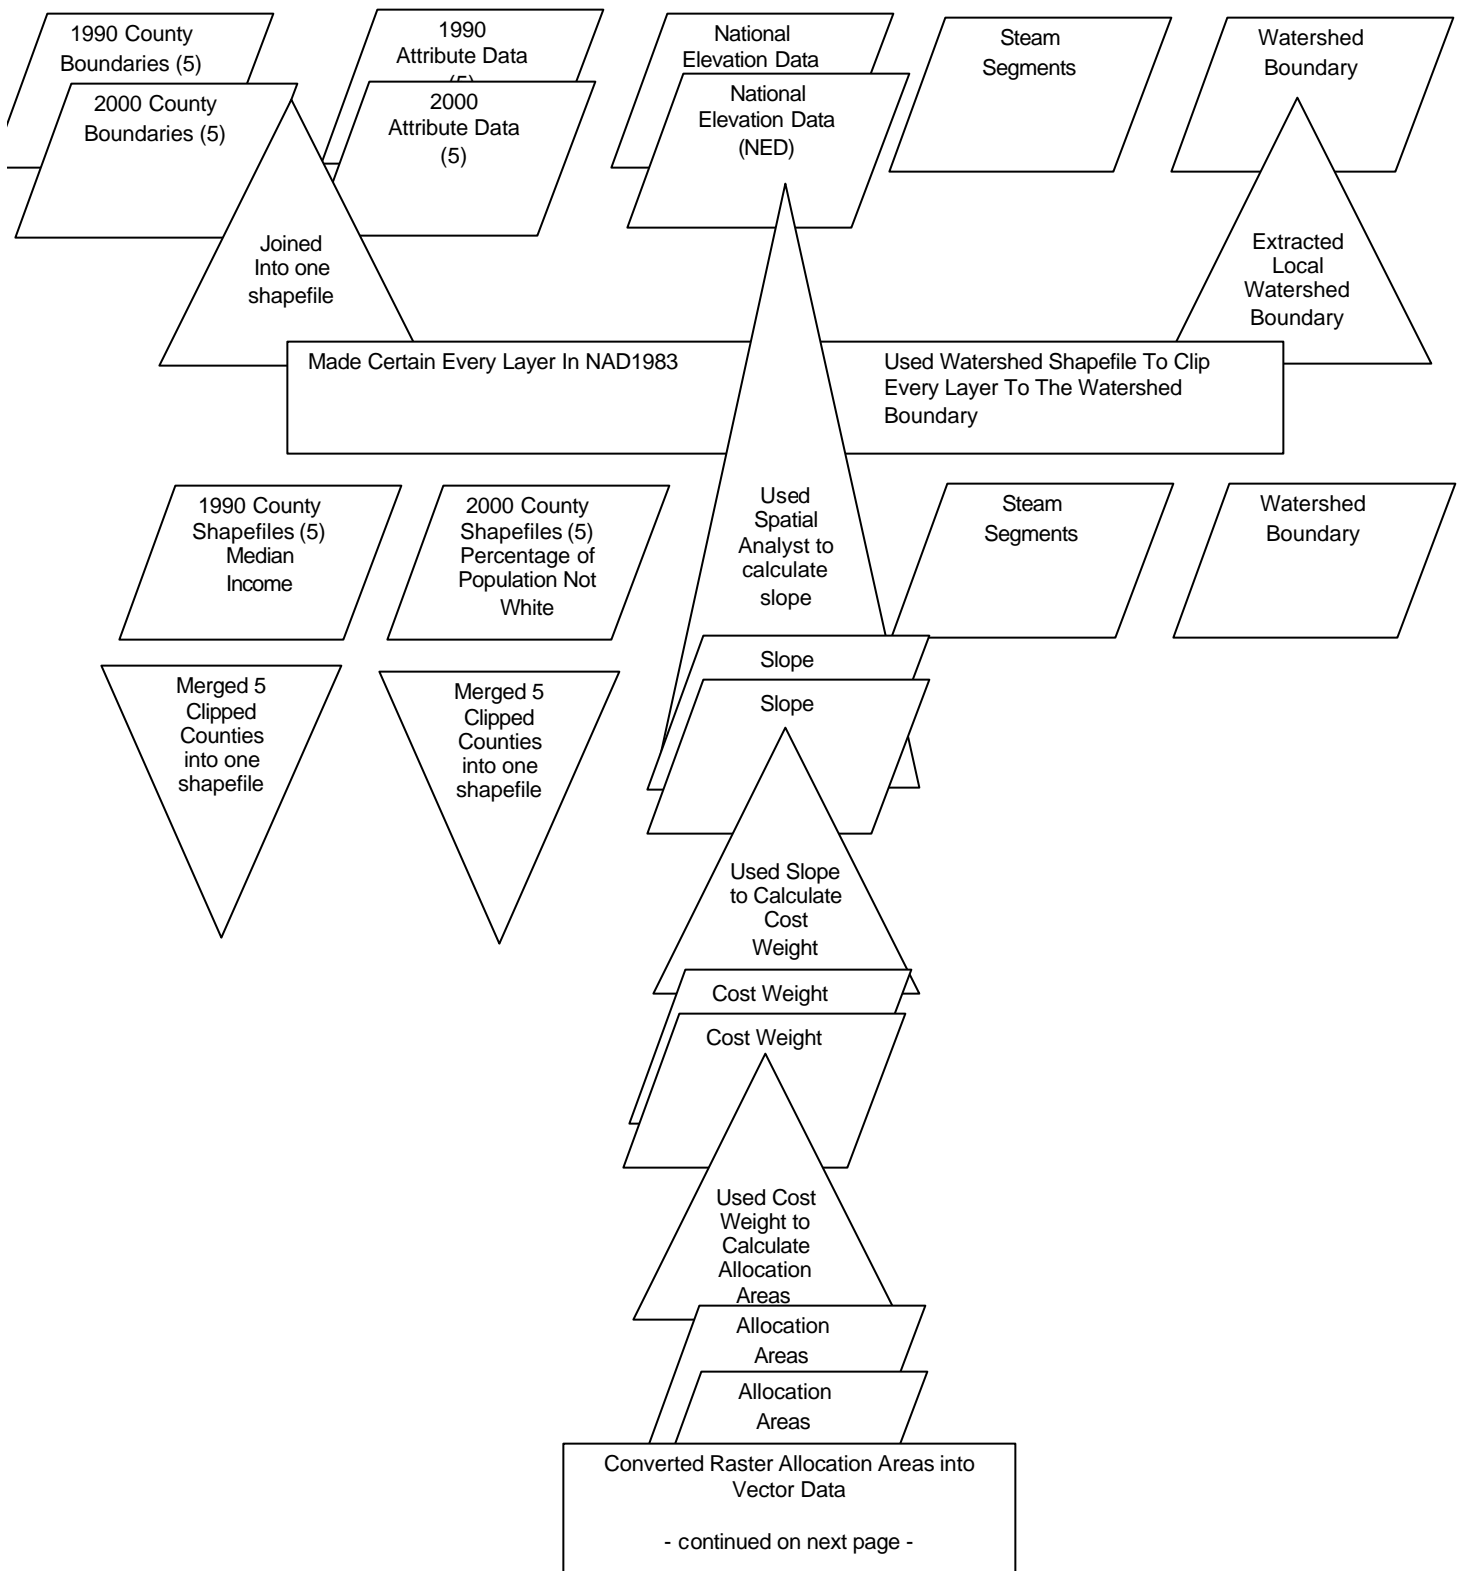 1990 County
Boundaries (5)
2000 County
Boundaries (5)
1990
Attribute Data
(5)
2000
Attribute Data
(5)
National
Elevation Data
National
Elevation Data
(NED)
Steam
Segments
Watershed
Boundary
Joined
Into one
shapefile
Extracted
Local
Watershed
Boundary
Made Certain Every Layer In NAD1983
Used Watershed Shapefile To Clip
Every Layer To The Watershed
Boundary
1990 County
Shapefiles (5)
Median
Income
2000 County
Shapefiles (5)
Percentage of
Population Not
White
Used
Spatial
Analyst to
calculate
slope
Steam
Segments
Watershed
Boundary
Merged 5
Clipped
Counties
into one
shapefile
Merged 5
Clipped
Counties
into one
shapefile
Slope
Slope
Used Slope
to Calculate
Cost
Weight
Cost Weight
Cost Weight
Used Cost
Weight to
Calculate
Allocation
Areas
Allocation
Areas
Allocation
Areas
Converted Raster Allocation Areas into
Vector Data
- continued on next page -